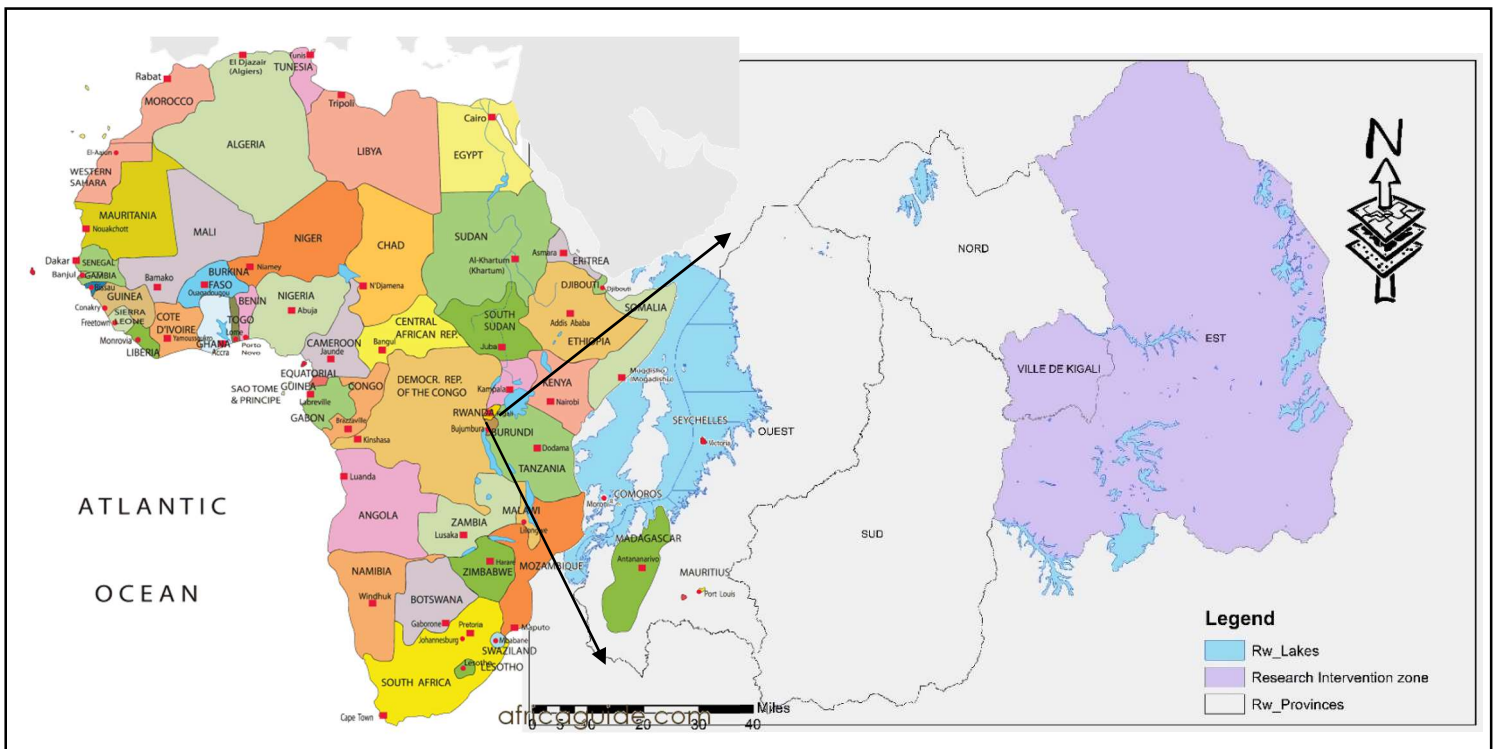 El Djazair
(Algiers)
Tunis
TUNISIA
Rabat
MOROCCO
Tripoli
Cairo
El-Aaiun
ALGERIA
LIBYA
EGYPT
WESTERN
SAHARA
MAURITANIA
Nouakchott
MALI
NIGER
CHAD
SUDAN
Al-Khartum
(Khartum)
Asmara
ERITREA
Dakar
SENEGAL
Banjul
GAMBIA
Bissau
GUINEA
Bamako
BURKINA
FASO
Ouagadougou
Niamey
N'Djamena
DJIBOUTI
Djibouti
Conakry
SIERRA
LEONE
Freetown
COTE
D'IVOIRE
Yamoussoukro
Monrovia
LIBERIA
GHANA
Accra
TOGO
Lome
BENIN
Porto
Novo
NIGERIA
Abuja
CAMEROON
Jaunde
CENTRAL
AFRICAN REP.
Bangui
SOUTH
SUDAN
Juba
Addis Ababa
ETHIOPIA
SOMALIA
Mugdisho
(Mogadishu)
EQUATORIAL
GUINEA
SAO TOME
& PRINCIPE
Labreville
GABON
CONGO
Brazzaville
Kinshasa
DEMOCR. REP.
OF THE CONGO
Kampala
KENYA
Nairobi
RWANDA
Bujumbura
BURUNDI
Dodama
TANZANIA
SEYCHELLES
Victoria
Luanda
ANGOLA
ZAMBIA
Lusaka
MALAWI
Lilongwe
COMOROS
Moroni
MADAGASCAR
Antananarivo
MAURITIUS
Port Louis
NAMIBIA
Windhuk
BOTSWANA
Gaborone
ZIMBABWE
Harare
MOZAMBIQUE
Pretoria
Johannesburg
Maputo
Mbabane
SWAZILAND
Lesotho
LESOTHO
SOUTH AFRICA
Cape Town
ATLANTIC
OCEAN
africaguide.com
N
NORD
EST
VILLE DE KIGALI
OUEST
SUD
Legend
Rw_Lakes
Research Intervention zone
Rw_Provinces
Miles
0 5 10 20 30 40